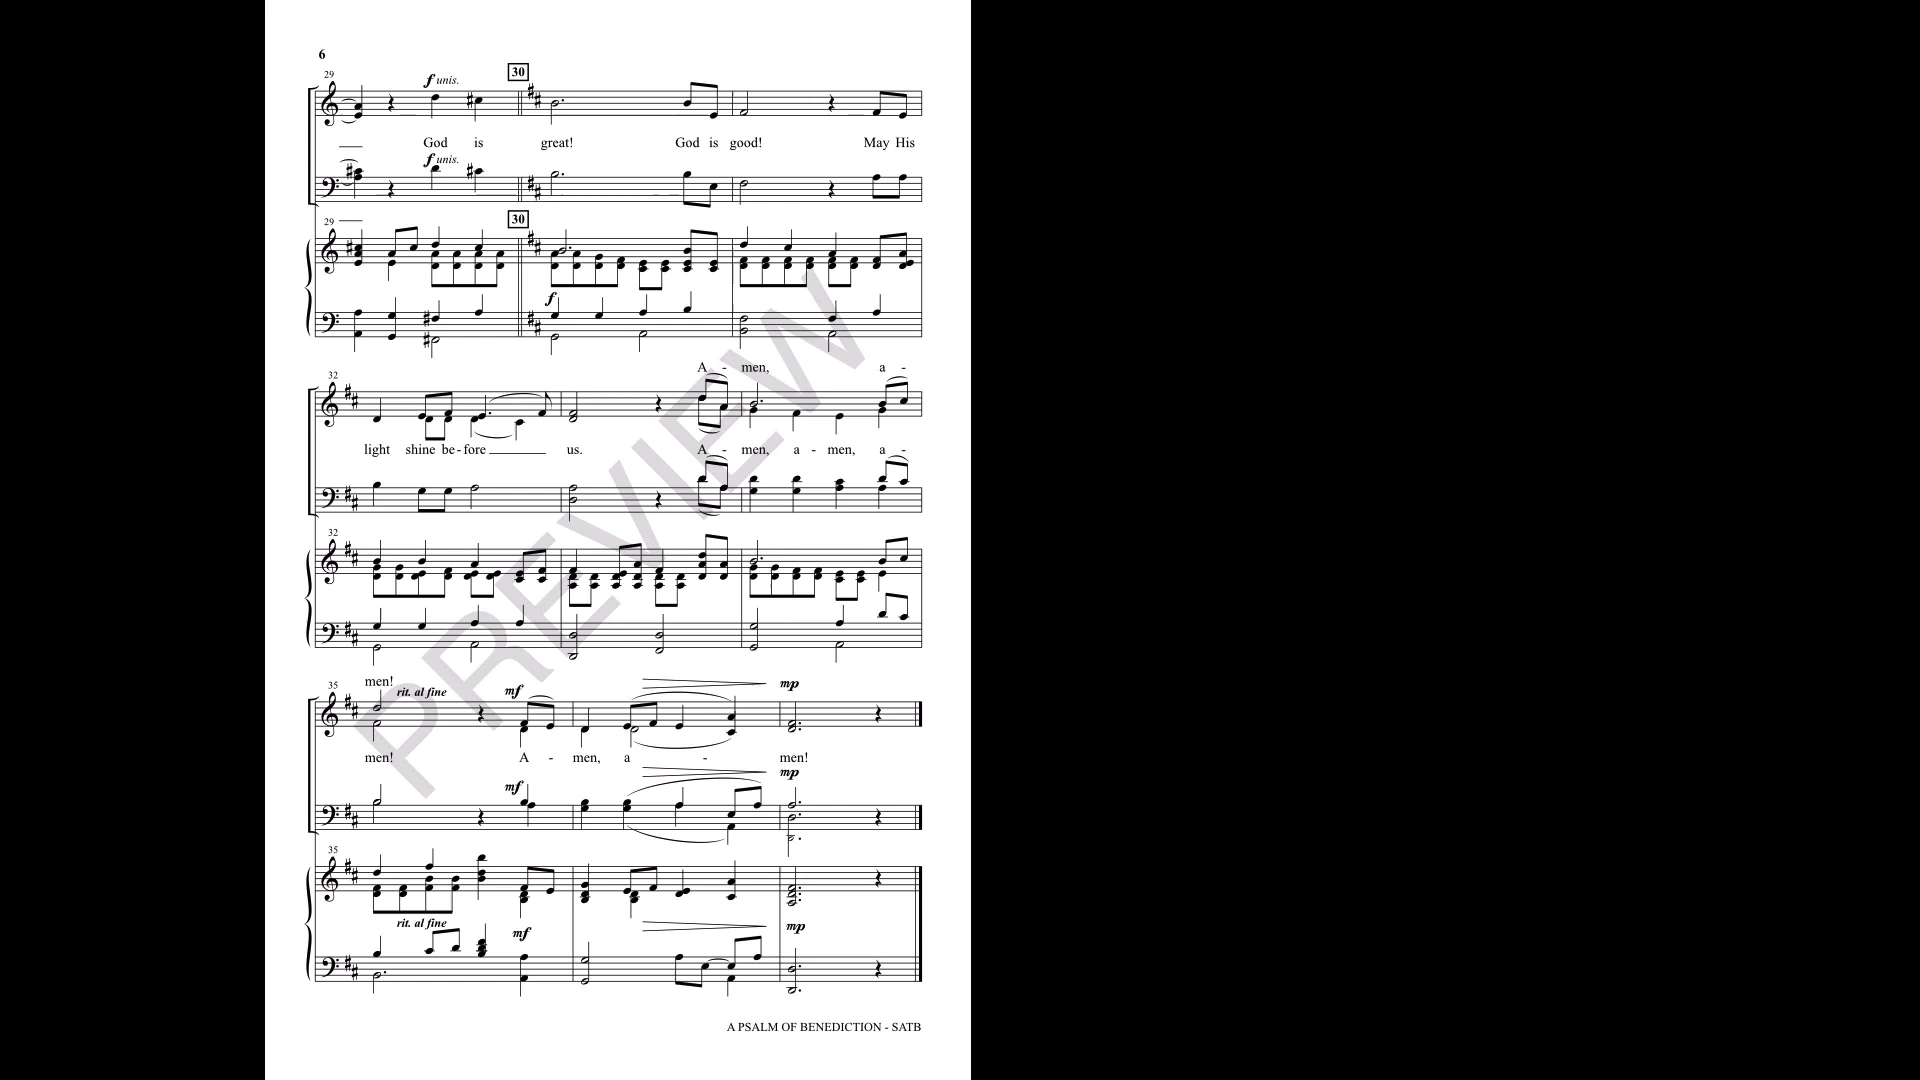 6
29
f unis.
30
God is great! God is good! May His
f unis.
29
30
f
A - men, a -
32
light shine be - fore us. A - men, a - men, a -
32
men!
35
rit. al fine
mf
mp
men! A - men, a - men!
mp
mf
35
rit. al fine
mf
mp
PREVIEW
A PSALM OF BENEDICTION - SATB